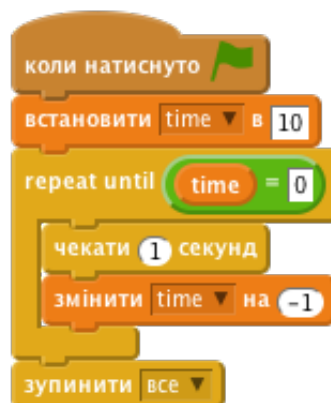 коли натиснуто
встановити time в 10
repeat until time = 0
чекати 1 секунд
змінити time на -1
зупинити все